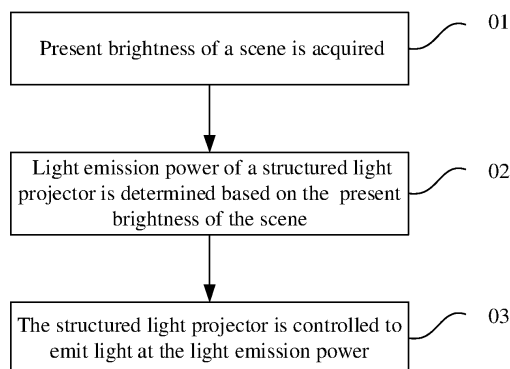 Present brightness of a scene is acquired
01
Light emission power of a structured light
projector is determined based on the present
brightness of the scene
02
The structured light projector is controlled to
emit light at the light emission power
03